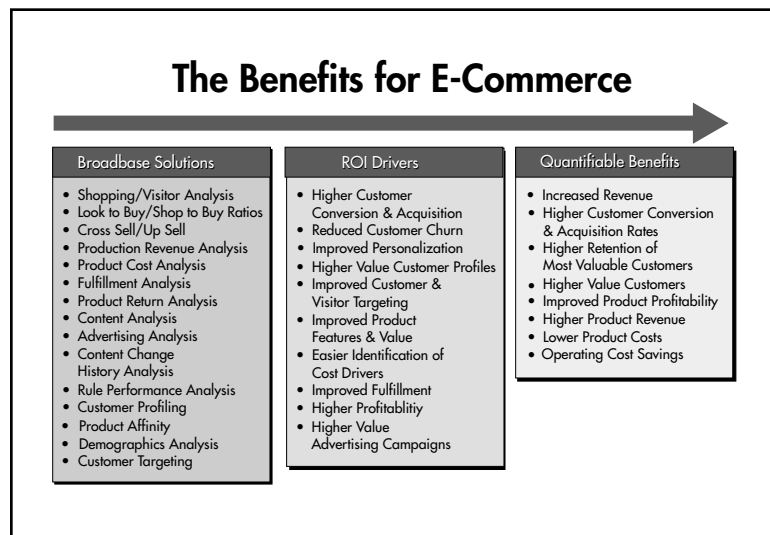 The Benefits for E-Commerce
Broadbase Solutions
• Shopping/Visitor Analysis
• Look to Buy/Shop to Buy Ratios
• Cross Sell/Up Sell
• Production Revenue Analysis
• Product Cost Analysis
• Fulfillment Analysis
• Product Return Analysis
• Content Analysis
• Advertising Analysis
• Content Change
History Analysis
• Rule Performance Analysis
• Customer Profiling
• Product Affinity
• Demographics Analysis
• Customer Targeting
ROI Drivers
• Higher Customer
Conversion & Acquisition
• Reduced Customer Churn
• Improved Personalization
• Higher Value Customer Profiles
• Improved Customer &
Visitor Targeting
• Improved Product
Features & Value
• Easier Identification of
Cost Drivers
• Improved Fulfillment
• Higher Profitablitiy
• Higher Value
Advertising Campaigns
Quantifiable Benefits
• Increased Revenue
• Higher Customer Conversion
& Acquisition Rates
• Higher Retention of
Most Valuable Customers
• Higher Value Customers
• Improved Product Profitability
• Higher Product Revenue
• Lower Product Costs
• Operating Cost Savings